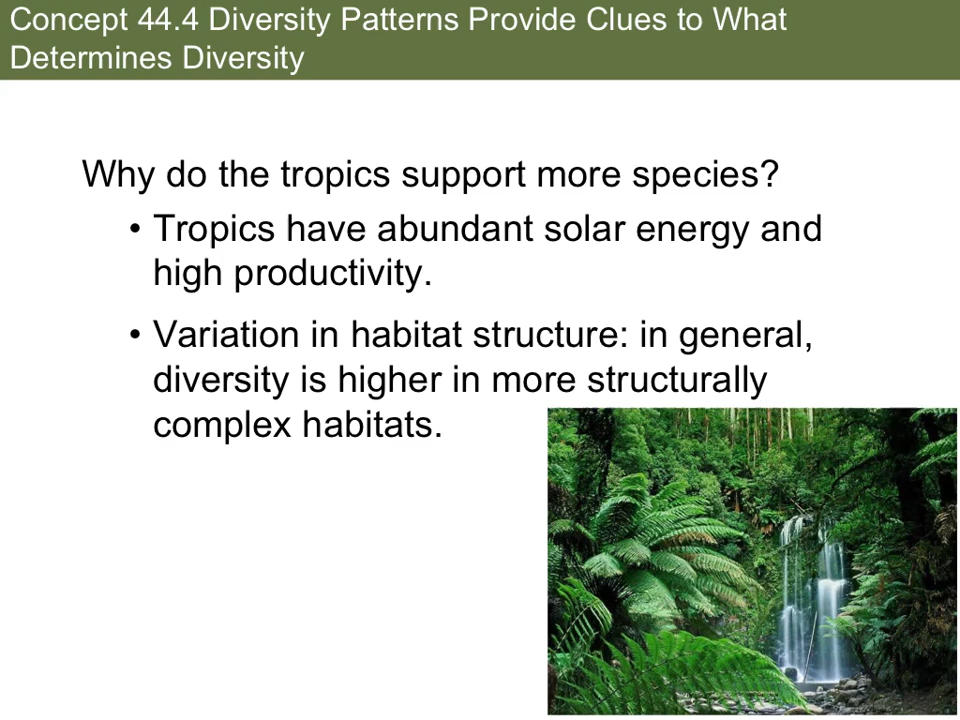 Concept 44.4 Diversity Patterns Provide Clues to What
Determines Diversity
Why do the tropics support more species?
• Tropics have abundant solar energy and
high productivity.
• Variation in habitat structure: in general,
diversity is higher in more structurally
complex habitats.